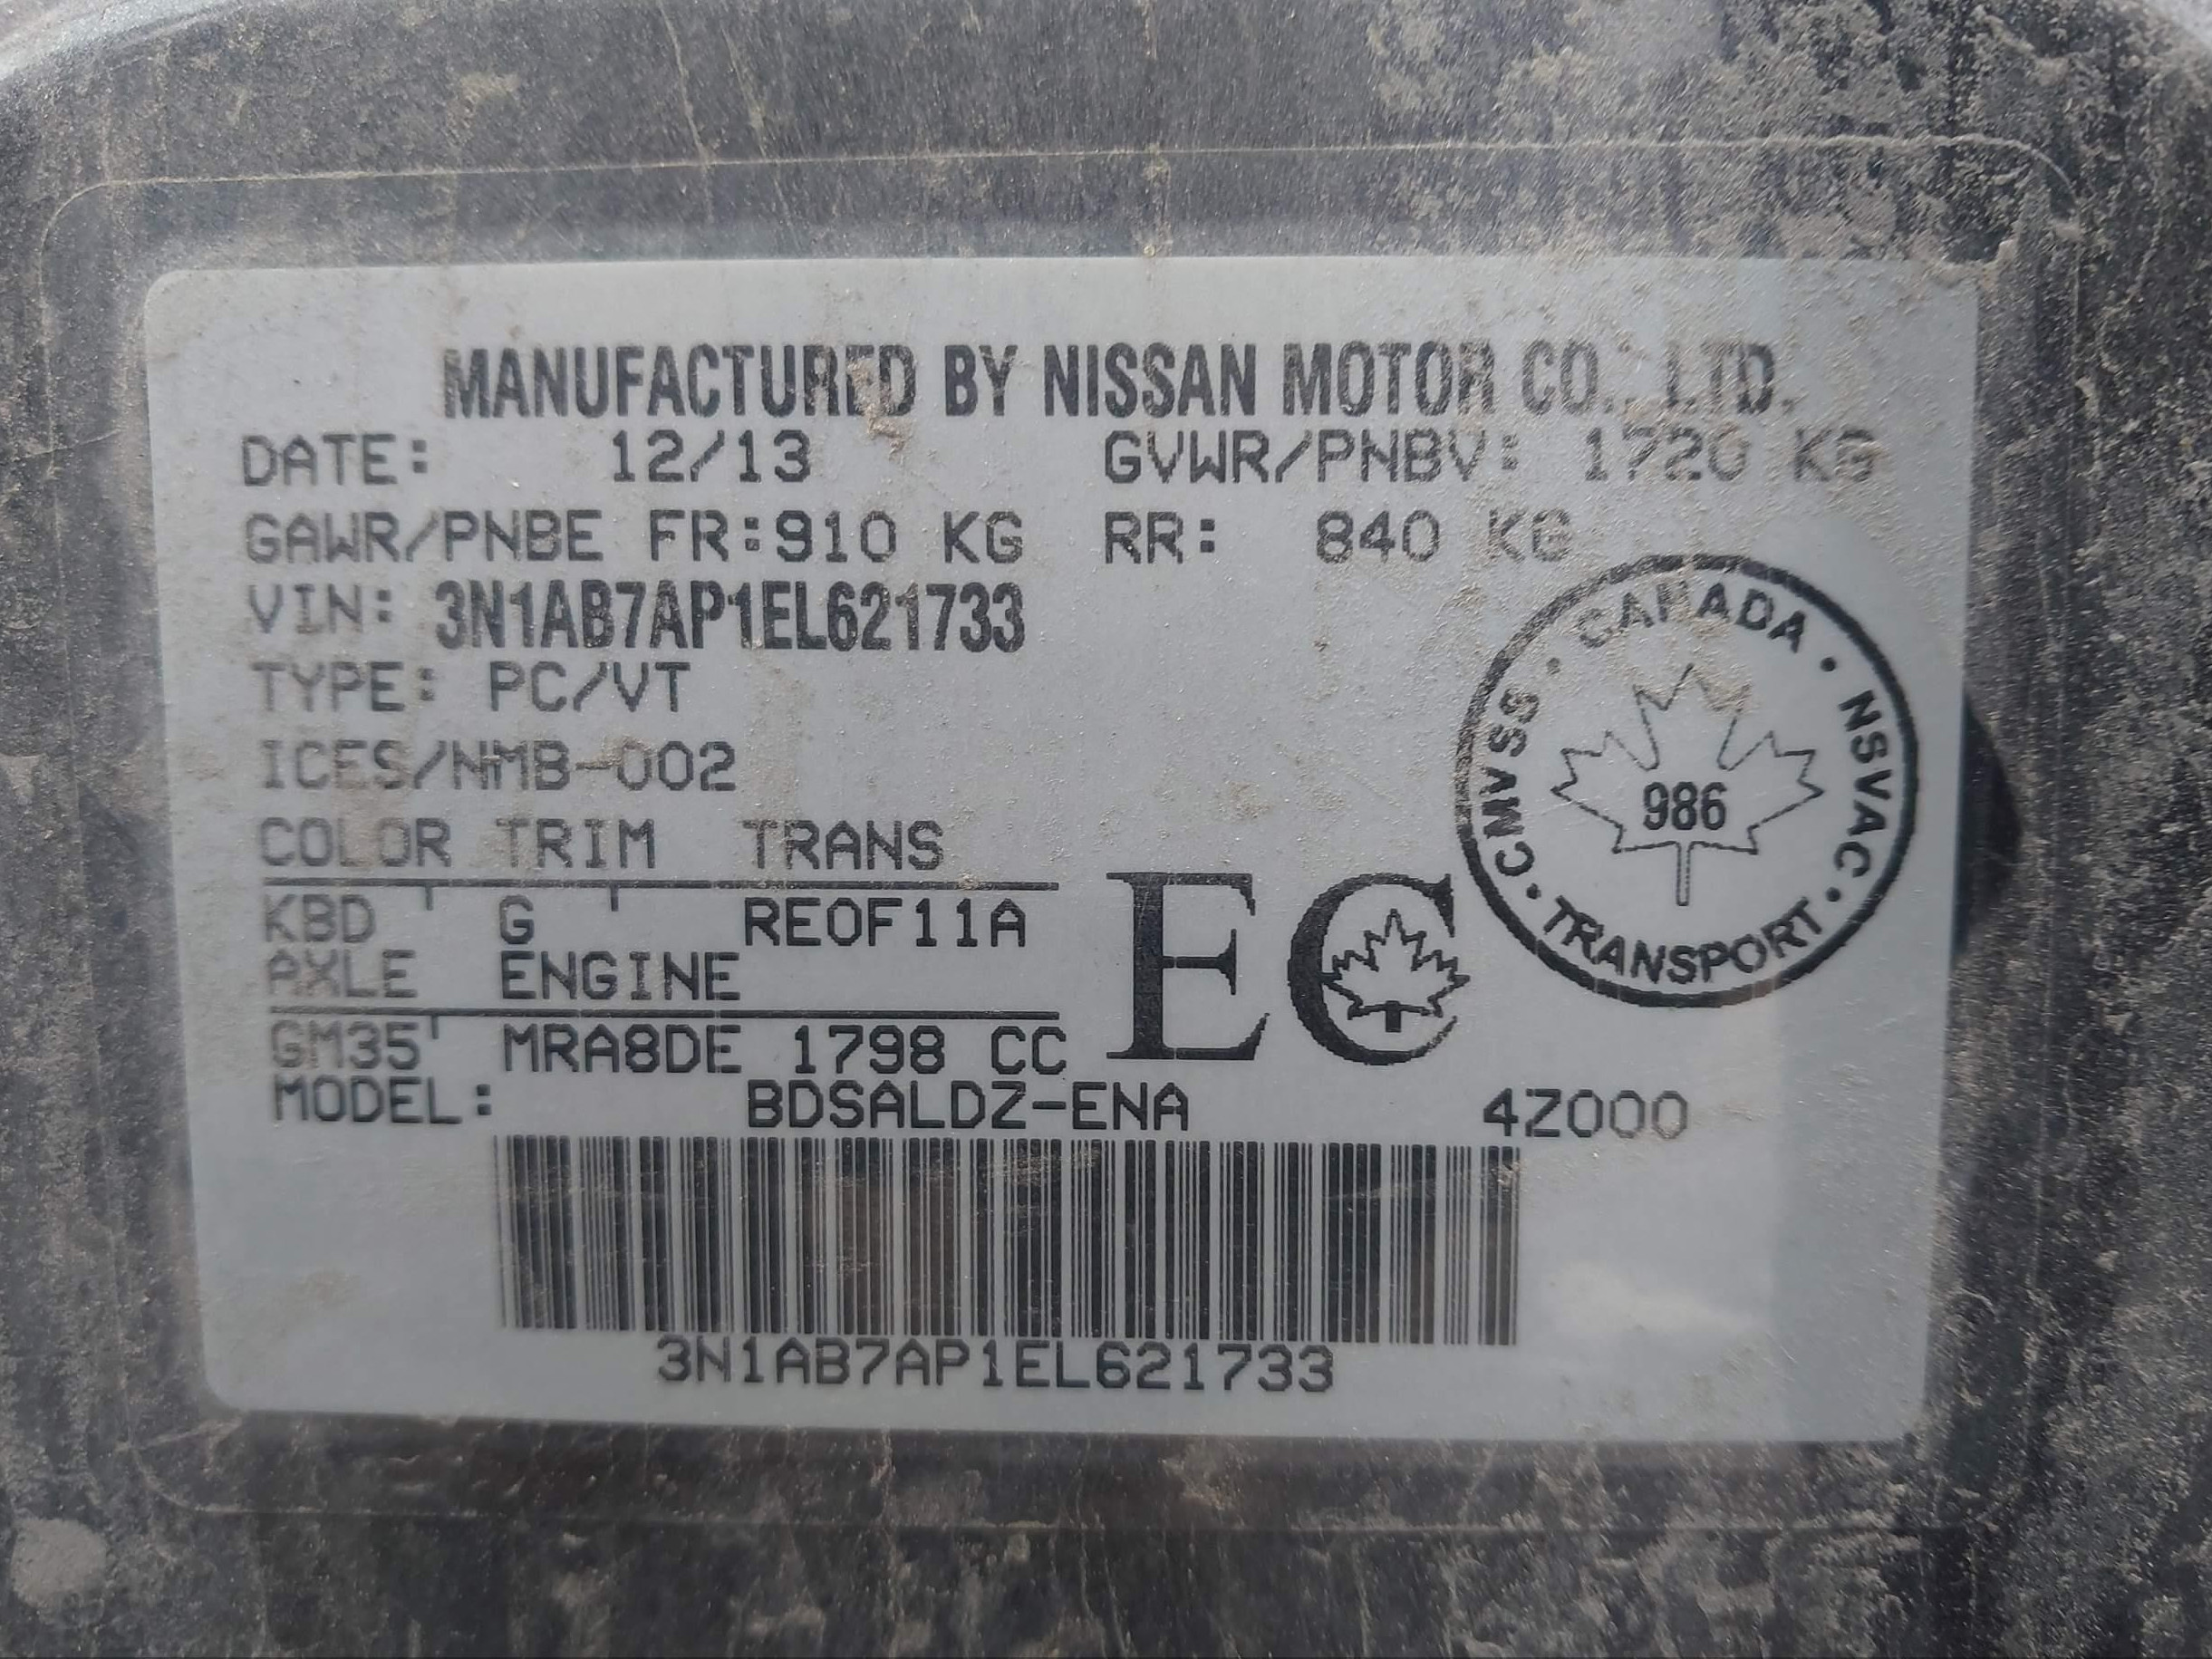 MANUFACTURED BY NISSAN MOTOR CO., LTD.
DATE: 12/13 GVWR/PNBV: 1720 KG
GAWR/PNBE FR:910 KG RR: 840 KG
VIN: 3N1AB7AP1EL621733
TYPE: PC/VT
ICES/NMB-002
COLOR TRIM TRANS
KBD G RE0F11A
AXLE ENGINE
GM35 MRA8DE 1798 CC
EC
CANADA · NSVAC · TRANSPORT · CMVSS ·
986
MODEL: BDSALDZ-ENA 4Z000
3N1AB7AP1EL621733